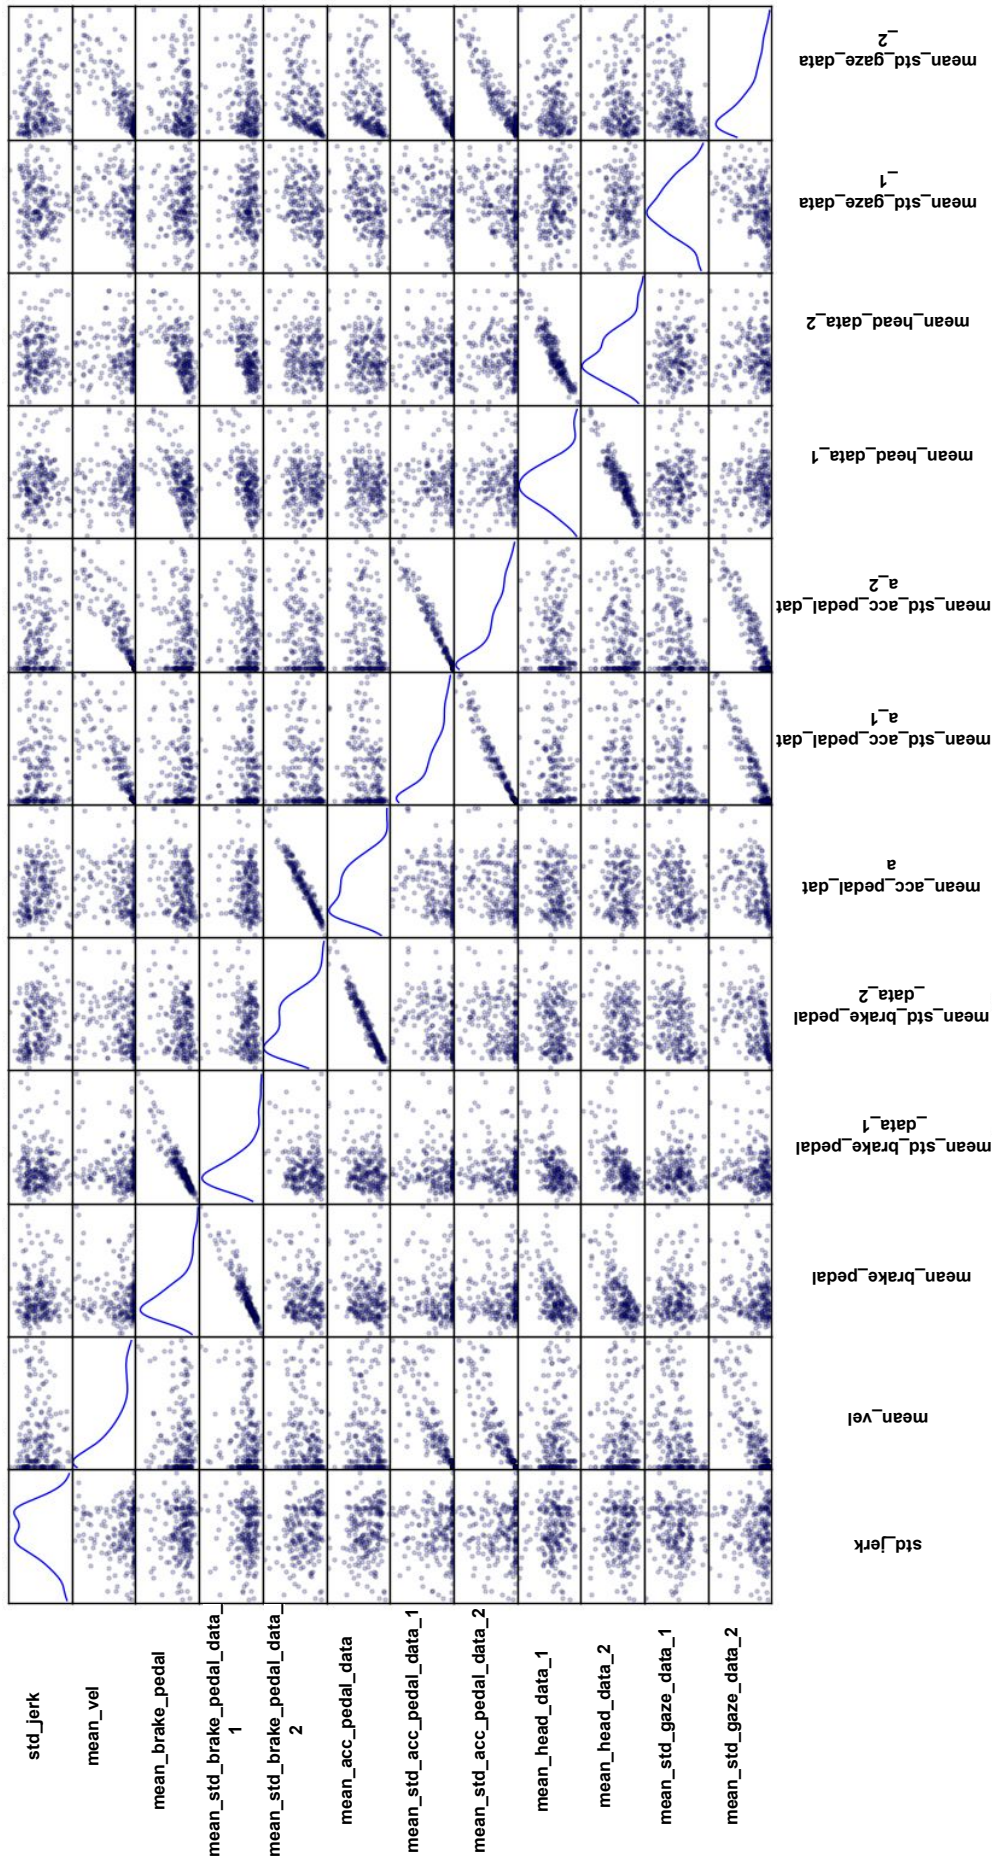 mean_std_gaze_data
_2
mean_std_gaze_data
_1
mean_head_data_2
mean_head_data_1
mean_std_acc_pedal_dat
a_2
mean_std_acc_pedal_dat
a_1
mean_acc_pedal_dat
a
mean_std_brake_pedal
_data_2
mean_std_brake_pedal
_data_1
mean_brake_pedal
mean_vel
std_jerk
std_jerk
mean_vel
mean_brake_pedal
mean_std_brake_pedal_data_
1
mean_std_brake_pedal_data_
2
mean_acc_pedal_data
mean_std_acc_pedal_data_1
mean_std_acc_pedal_data_2
mean_head_data_1
mean_head_data_2
mean_std_gaze_data_1
mean_std_gaze_data_2